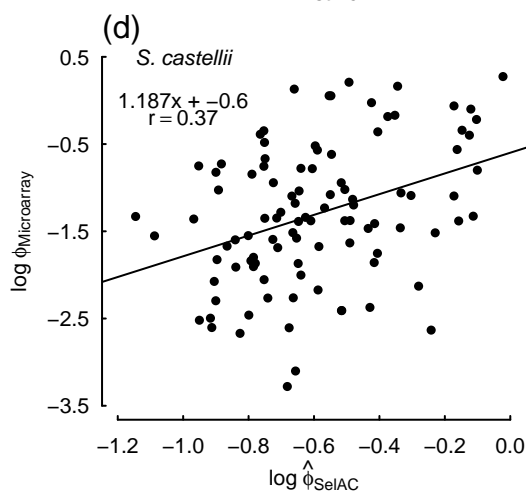 (d)
S. castellii
1.187x + −0.6
r = 0.37
0.5
−0.5
−1.5
−2.5
−3.5
log ϕMicroarray
−1.2 −1.0 −0.8 −0.6 −0.4 −0.2 0.0
log ϕ̂SelAC